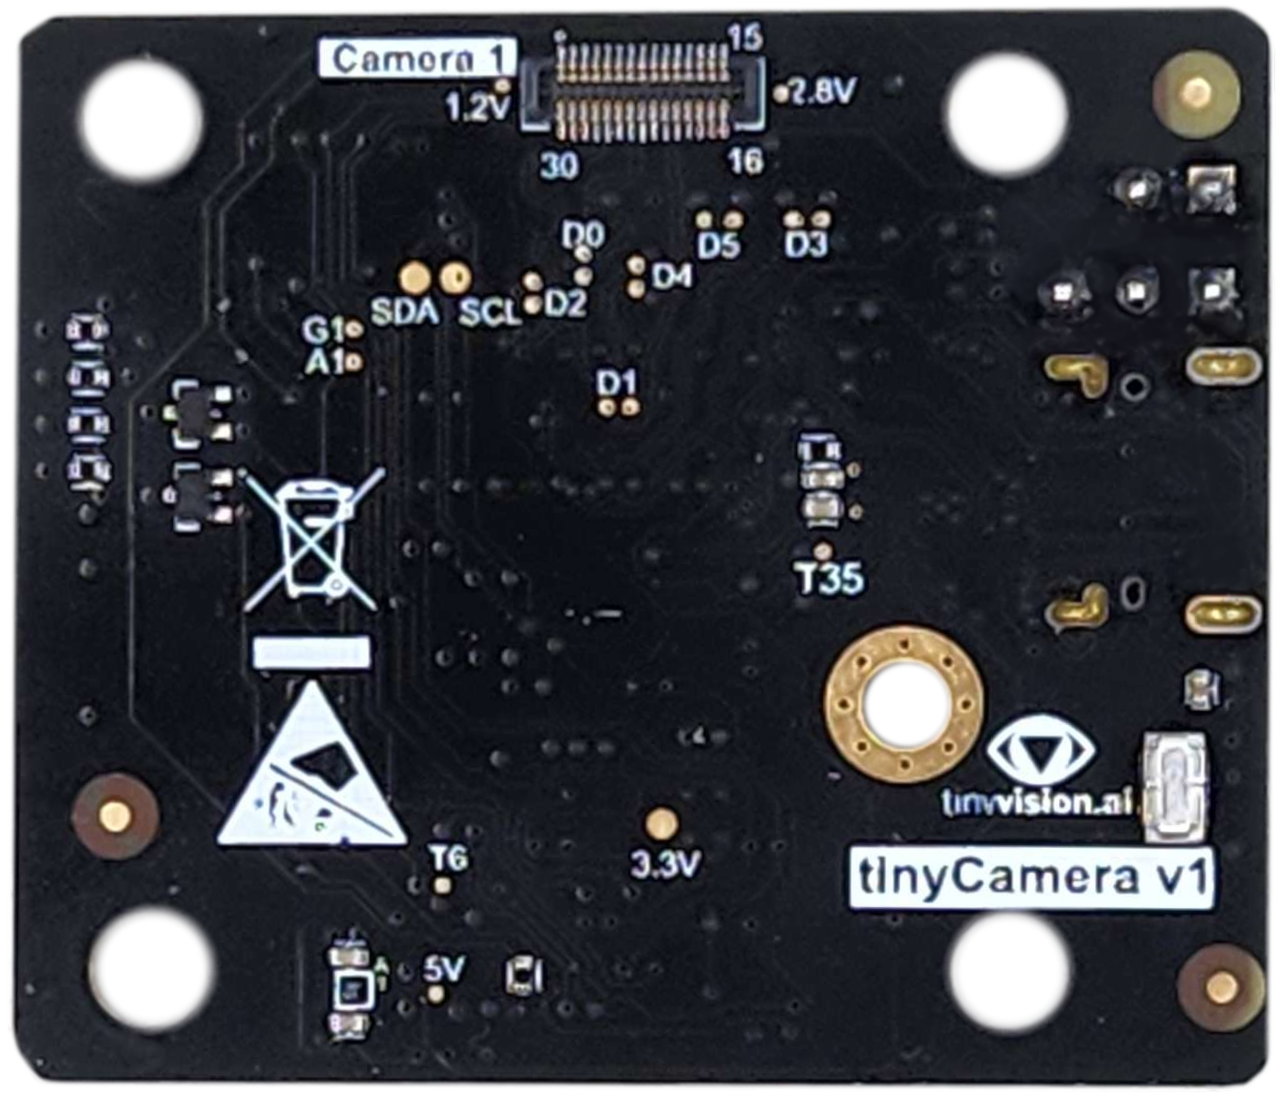 Camera 1
15
1.2V
2.8V
30
16
D0
D5
D3
D4
SDA
SCL
D2
G1
A1
D1
T35
tinyvision.ai
T6
3.3V
tinyCamera v1
5V